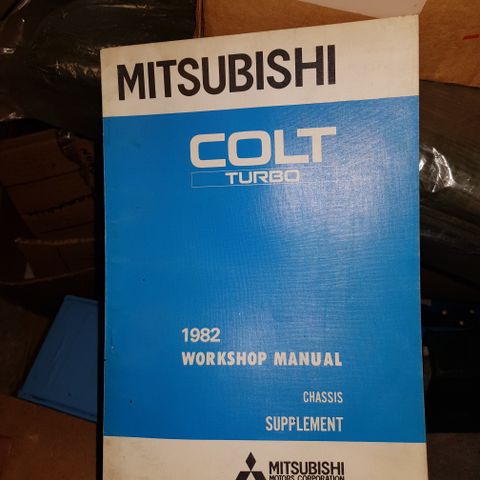 MITSUBISHI
COLT
TURBO
1982
WORKSHOP MANUAL
CHASSIS
SUPPLEMENT
MITSUBISHI
MOTORS CORPORATION